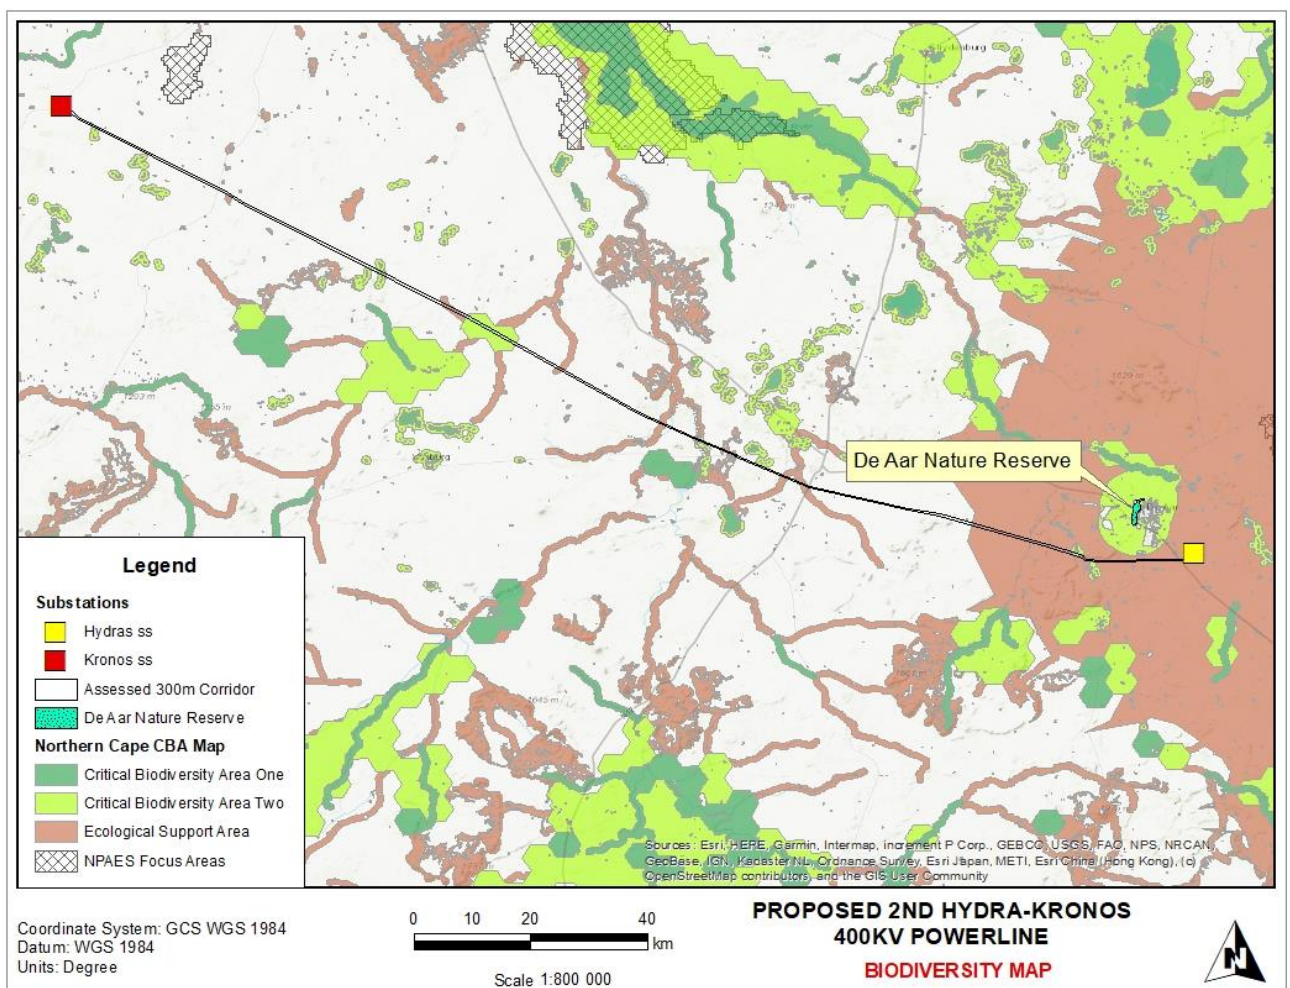 De Aar Nature Reserve
Legend
Substations
Hydras ss
Kronos ss
Assessed 300m Corridor
De Aar Nature Reserve
Northern Cape CBA Map
Critical Biodiversity Area One
Critical Biodiversity Area Two
Ecological Support Area
NPAES Focus Areas
Sources: Esri, HERE, Garmin, Intermap, increment P Corp., GEBCO, USGS, FAO, NPS, NRCAN,
GeoBase, IGN, Kadaster NL, Ordnance Survey, Esri Japan, METI, Esri China (Hong Kong), (c)
OpenStreetMap contributors, and the GIS User Community
Coordinate System: GCS WGS 1984
Datum: WGS 1984
Units: Degree
0 10 20 40
km
Scale 1:800 000
PROPOSED 2ND HYDRA-KRONOS
400KV POWERLINE
BIODIVERSITY MAP
N